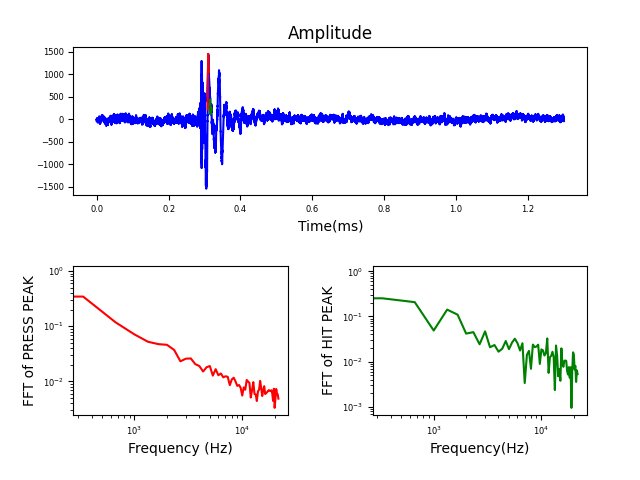 Amplitude
1500
1000
500
0
−500
−1000
−1500
0.0 0.2 0.4 0.6 0.8 1.0 1.2
Time(ms)
FFT of PRESS PEAK
10⁰
10⁻¹
10⁻²
10³ 10⁴
Frequency (Hz)
FFT of HIT PEAK
10⁰
10⁻¹
10⁻²
10⁻³
10³ 10⁴
Frequency(Hz)